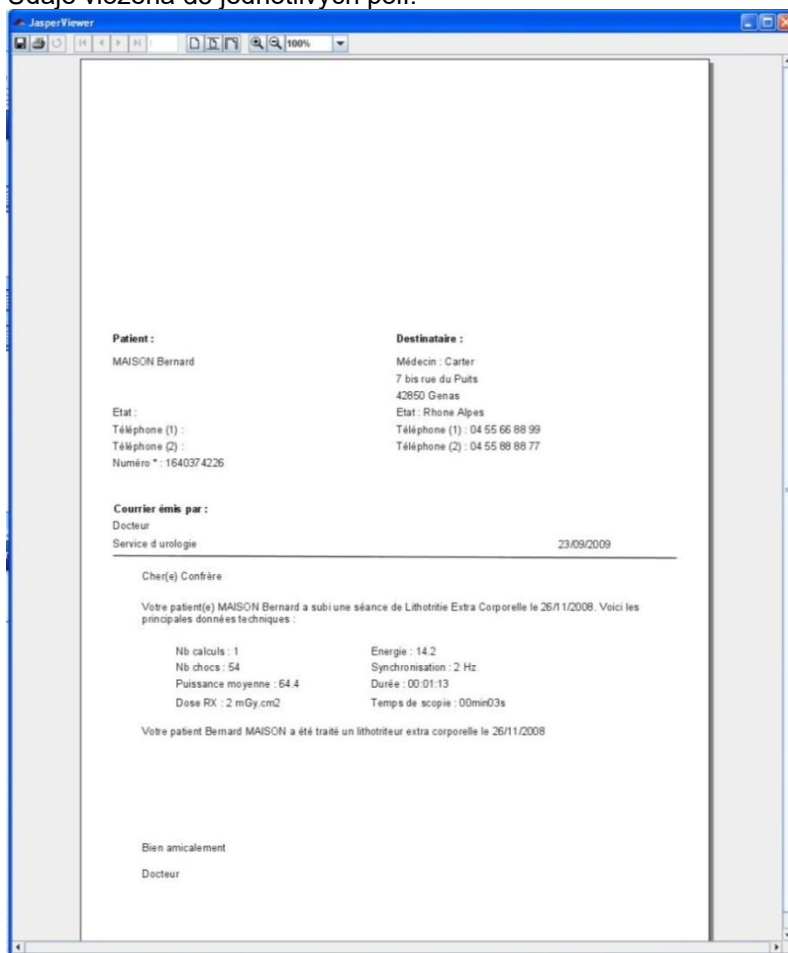 Údaje vložena do jednotlivých polí:
JasperViewer
100%
Patient :
MAISON Bernard
Etat :
Téléphone (1) :
Téléphone (2) :
Numéro * : 1640374226
Destinataire :
Médecin : Carter
7 bis rue du Puits
42850 Genas
Etat : Rhone Alpes
Téléphone (1) : 04 55 66 88 99
Téléphone (2) : 04 55 88 88 77
Courrier émis par :
Docteur
Service d urologie 23/09/2009
Cher(e) Confrère
Votre patient(e) MAISON Bernard a subi une séance de Lithotritie Extra Corporelle le 26/11/2008. Voici les
principales données techniques :
Nb calculs : 1 Energie : 14.2
Nb chocs : 54 Synchronisation : 2 Hz
Puissance moyenne : 64.4 Durée : 00:01:13
Dose RX : 2 mGy.cm2 Temps de scopie : 00min03s
Votre patient Bernard MAISON a été traité un lithotriteur extra corporelle le 26/11/2008
Bien amicalement
Docteur